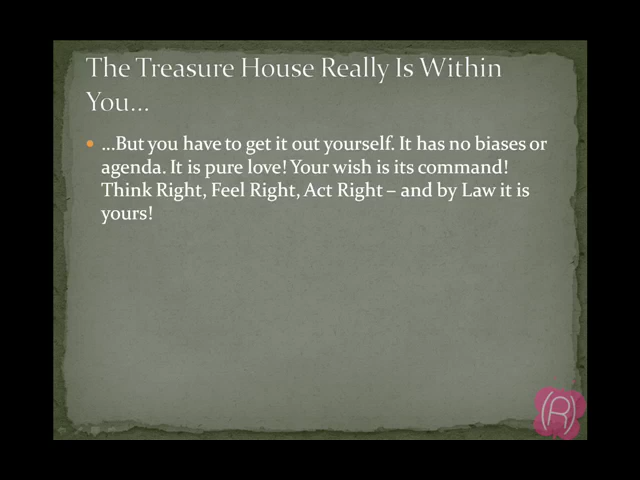 The Treasure House Really Is Within
You...
...But you have to get it out yourself. It has no biases or
agenda. It is pure love! Your wish is its command!
Think Right, Feel Right, Act Right – and by Law it is
yours!
(R)